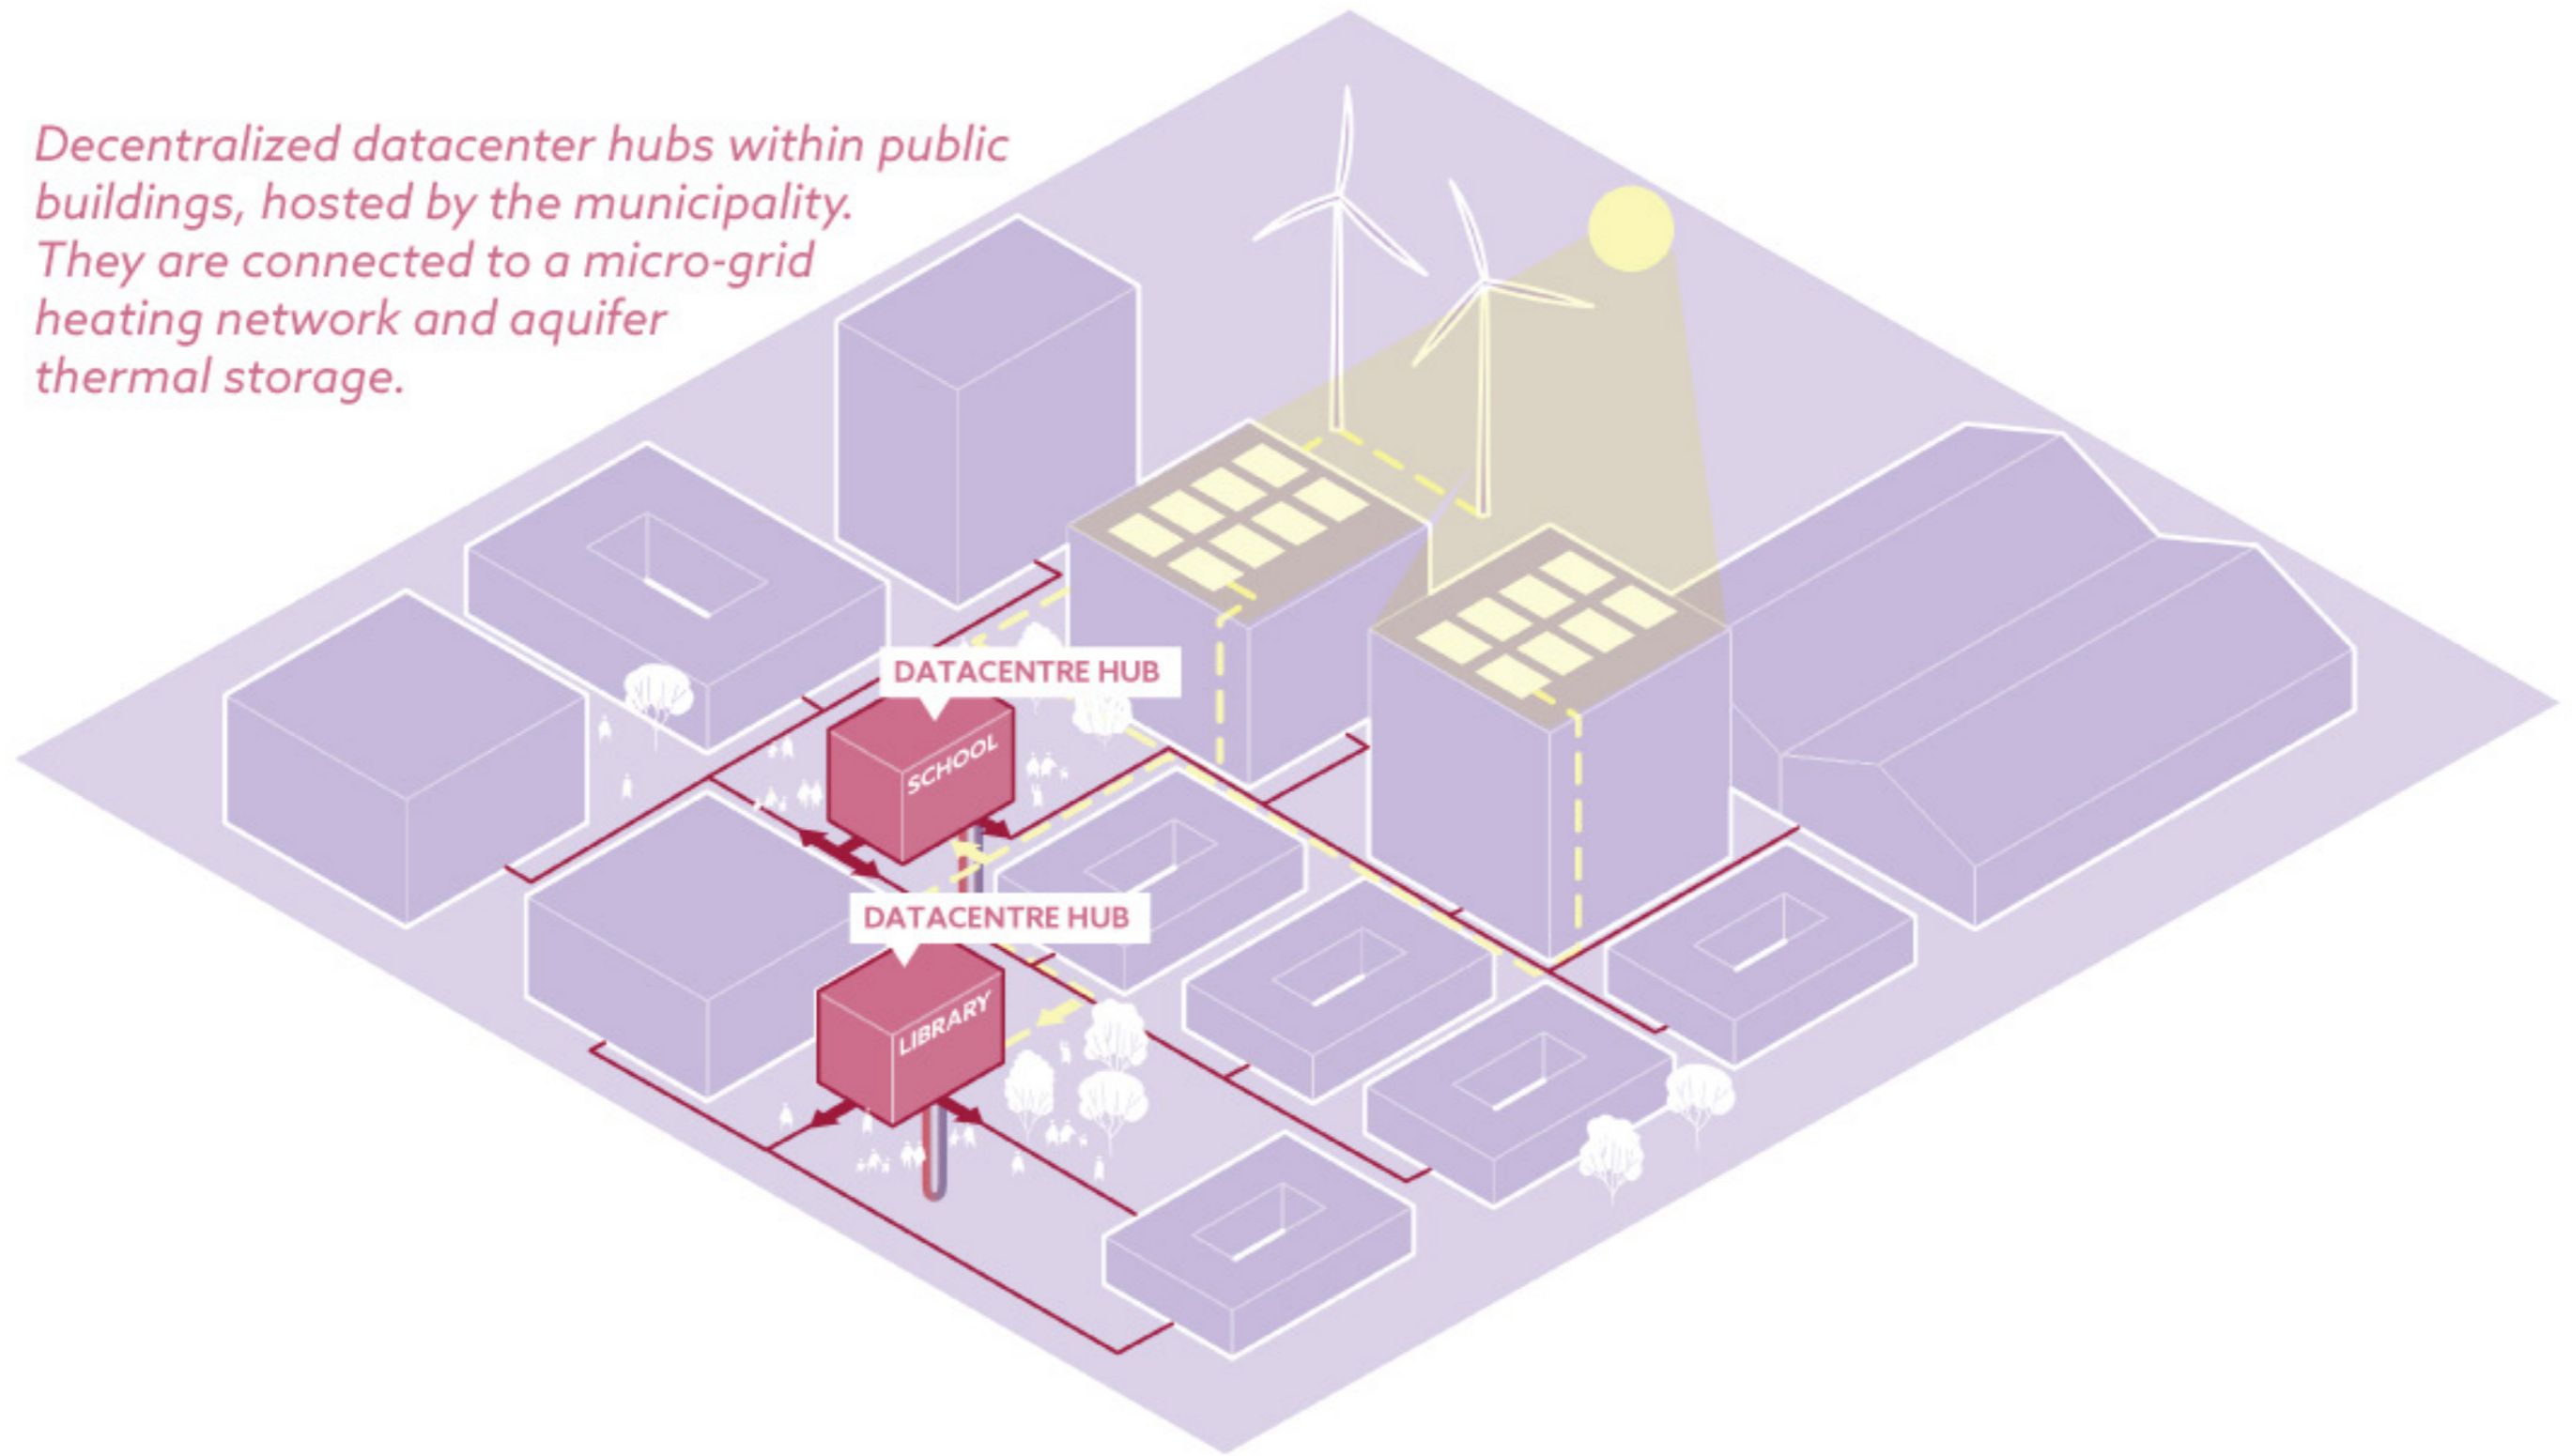 Decentralized datacenter hubs within public
buildings, hosted by the municipality.
They are connected to a micro-grid
heating network and aquifer
thermal storage.
DATACENTRE HUB
SCHOOL
DATACENTRE HUB
LIBRARY